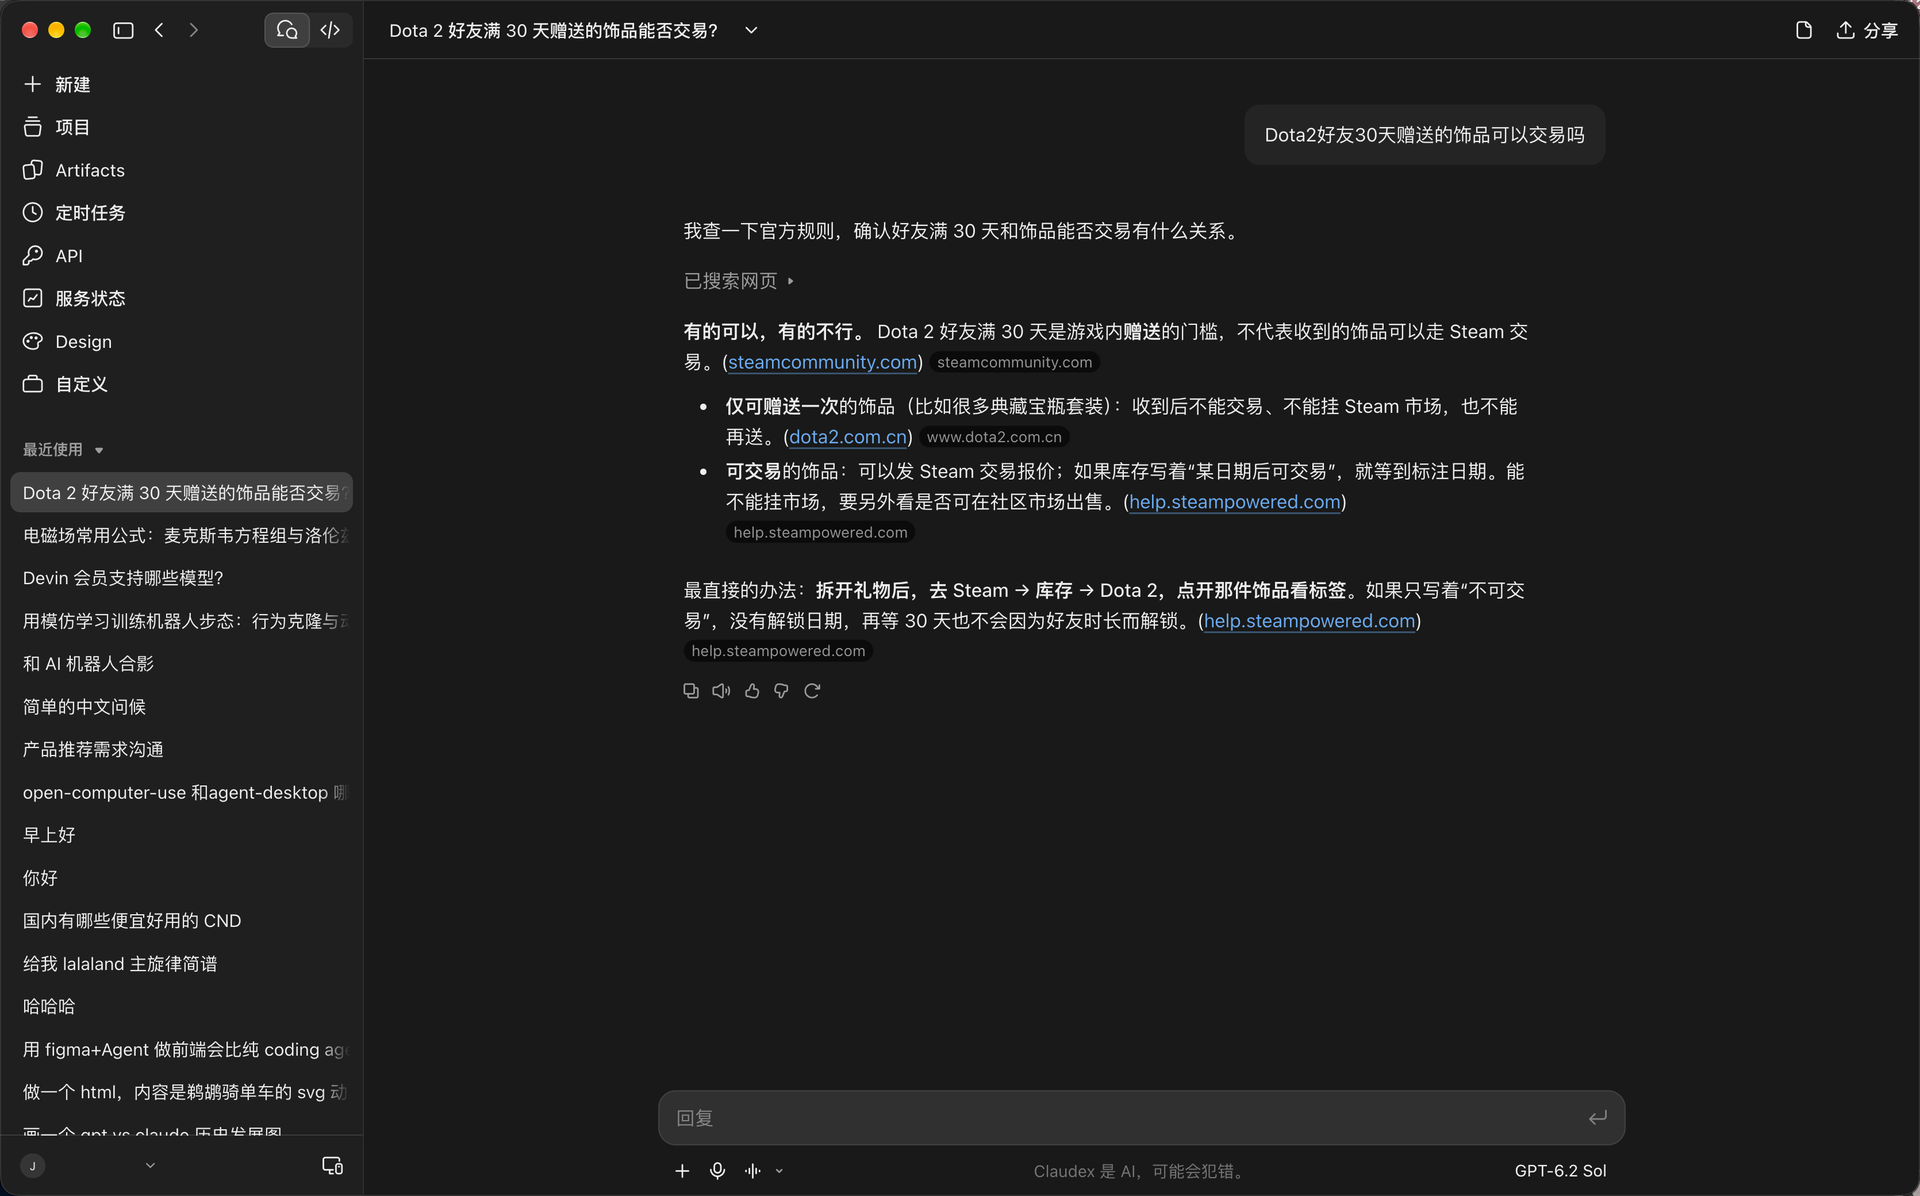 Dota 2 好友满 30 天赠送的饰品能否交易?
分享
新建
项目
Artifacts
定时任务
API
服务状态
Design
自定义
最近使用
Dota 2 好友满 30 天赠送的饰品能否交易?
电磁场常用公式：麦克斯韦方程组与洛伦
Devin 会员支持哪些模型?
用模仿学习训练机器人步态：行为克隆与
和 AI 机器人合影
简单的中文问候
产品推荐需求沟通
open-computer-use 和agent-desktop 哪
早上好
你好
国内有哪些便宜好用的 CND
给我 lalaland 主旋律简谱
哈哈哈
用 figma+Agent 做前端会比纯 coding age
做一个 html，内容是鹈鹕骑单车的 svg 动
画一个 gpt vs claude 历史发展图
J
Dota2好友30天赠送的饰品可以交易吗
我查一下官方规则，确认好友满 30 天和饰品能否交易有什么关系。
已搜索网页
有的可以，有的不行。 Dota 2 好友满 30 天是游戏内赠送的门槛，不代表收到的饰品可以走 Steam 交
易。(steamcommunity.com) steamcommunity.com
• 仅可赠送一次的饰品（比如很多典藏宝瓶套装）：收到后不能交易、不能挂 Steam 市场，也不能
再送。(dota2.com.cn) www.dota2.com.cn
• 可交易的饰品：可以发 Steam 交易报价；如果库存写着“某日期后可交易”，就等到标注日期。能
不能挂市场，要另外看是否可在社区市场出售。(help.steampowered.com)
help.steampowered.com
最直接的办法：拆开礼物后，去 Steam → 库存 → Dota 2，点开那件饰品看标签。如果只写着“不可交
易”，没有解锁日期，再等 30 天也不会因为好友时长而解锁。(help.steampowered.com)
help.steampowered.com
回复
Claudex 是 AI，可能会犯错。
GPT-6.2 Sol